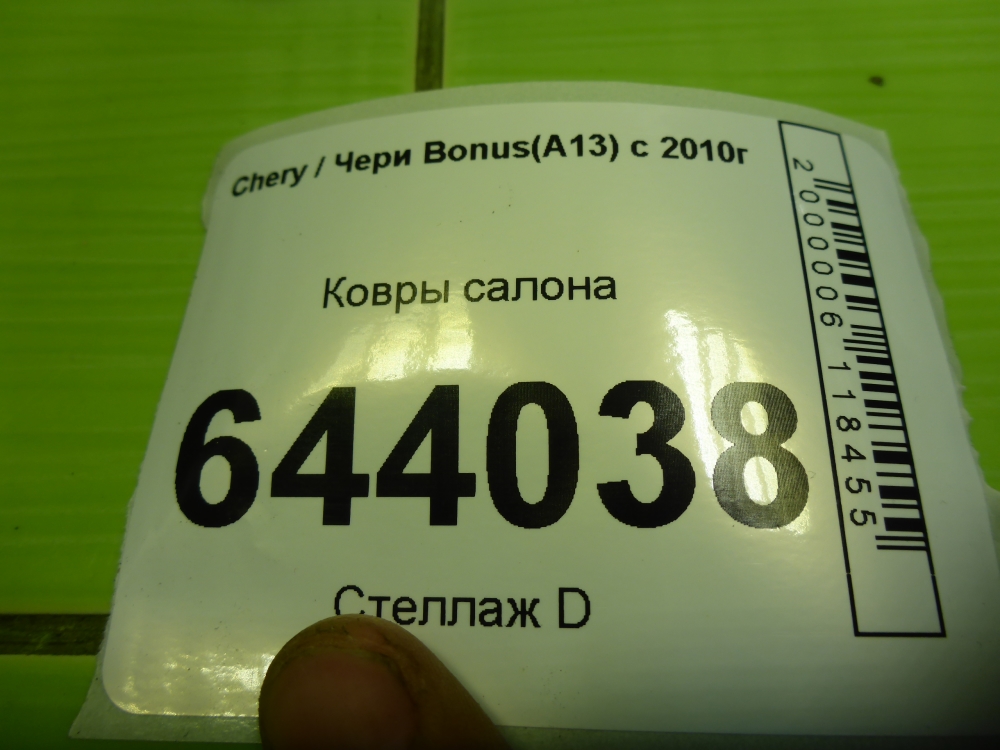 Chery / Чери Bonus(A13) с 2010г
Ковры салона
644038
Стеллаж D
2000006118455